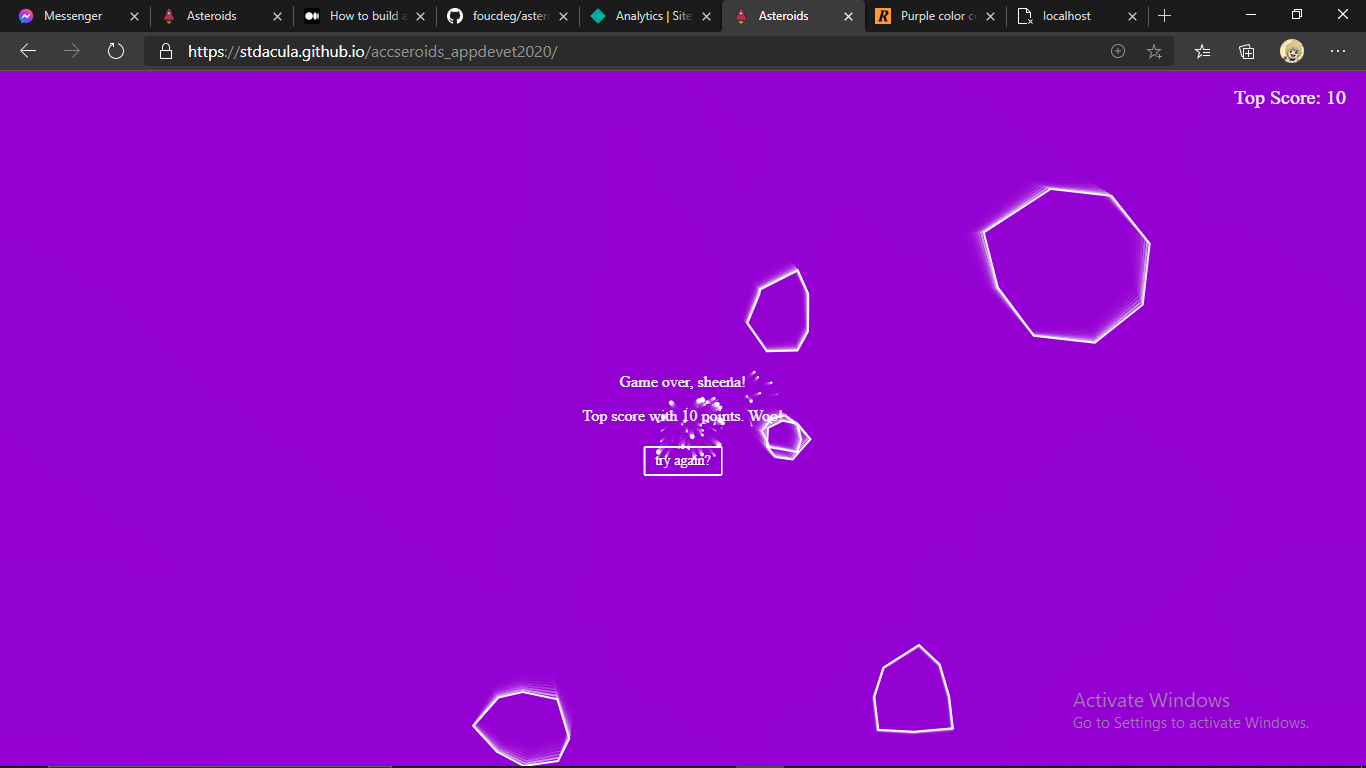 Messenger
Asteroids
How to build a
foucdeg/astero
Analytics | Site
Asteroids
Purple color co
localhost
https://stdacula.github.io/accseroids_appdevet2020/
Top Score: 10
Game over, sheena!
Top score with 10 points. Woo!
try again?
Activate Windows
Go to Settings to activate Windows.